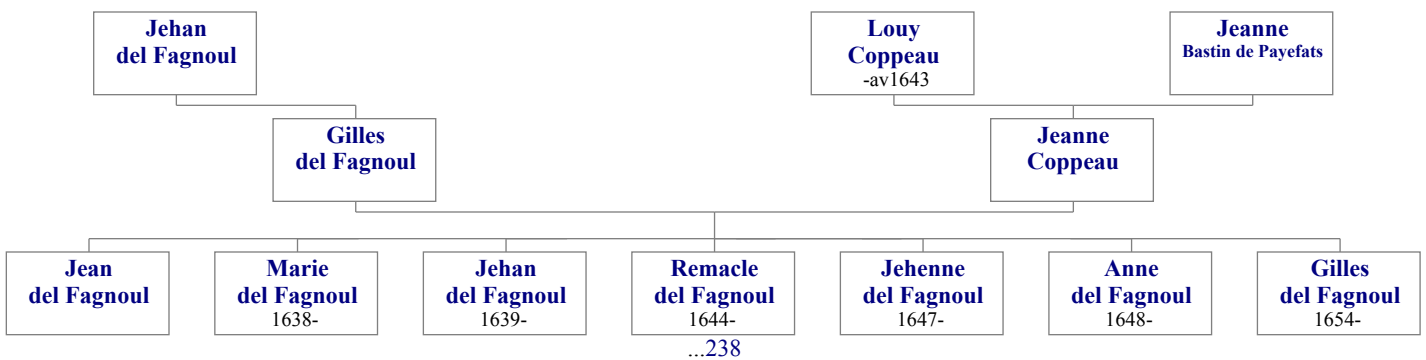 Jehan
del Fagnoul
Louy
Coppeau
-av1643
Jeanne
Bastin de Payefats
Gilles
del Fagnoul
Jeanne
Coppeau
Jean
del Fagnoul
Marie
del Fagnoul
1638-
Jehan
del Fagnoul
1639-
Remacle
del Fagnoul
1644-
...238
Jehenne
del Fagnoul
1647-
Anne
del Fagnoul
1648-
Gilles
del Fagnoul
1654-